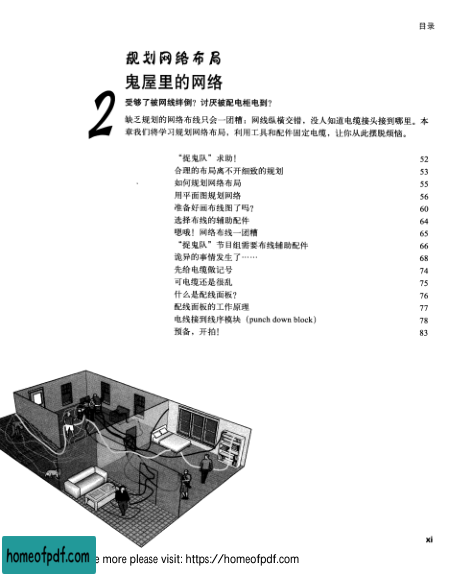 目录
规划网络布局
鬼屋里的网络
2
受够了被网线绊倒？讨厌被配电柜电到？
缺乏规划的网络布线只会一团糟：网线纵横交错，没人知道电缆接头接到哪里。本
章我们将学习规划网络布局，利用工具和配件固定电缆，让你从此摆脱烦恼。
“捉鬼队”求助！ 52
合理的布局离不开细致的规划 53
如何规划网络布局 55
用平面图规划网络 56
准备好画布线图了吗？ 60
选择布线的辅助配件 64
嗯哦！网络布线一团糟 65
“捉鬼队”节目组需要布线辅助配件 66
诡异的事情发生了…… 68
先给电缆做记号 74
可电缆还是很乱 75
什么是配线面板？ 76
配线面板的工作原理 77
电线接到线序模块（punch down block） 78
预备，开拍！ 83
xi
homeofpdf.com
e more please visit: https://homeofpdf.com